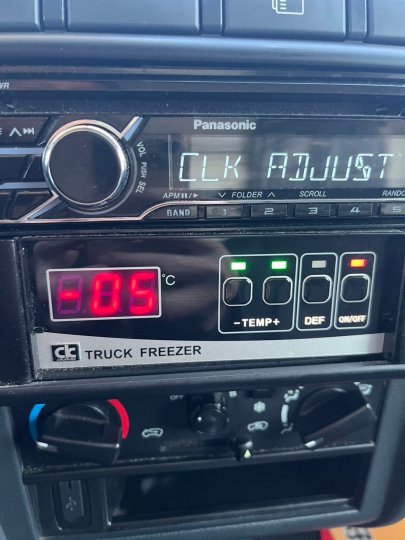 Panasonic
VOL
PUSH SEL
CLK ADJUST
APM
FOLDER
SCROLL
BAND 1 2 3 4
-05 °C
-TEMP+
DEF
ON/OFF
TRUCK FREEZER
OFF